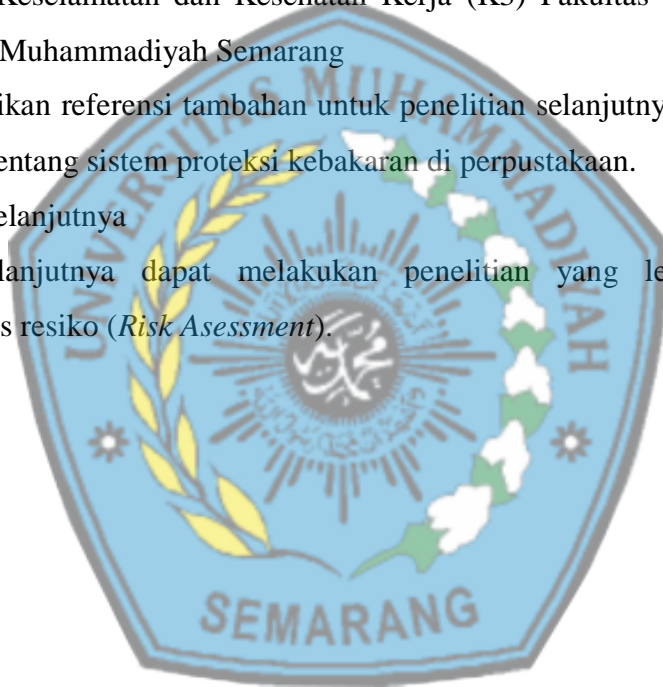 Keselamatan dan Kesehatan Kerja (K3) Fakultas
Muhammadiyah Semarang
ikan referensi tambahan untuk penelitian selanjutny
entang sistem proteksi kebakaran di perpustakaan.
elanjutnya
lanjutnya dapat melakukan penelitian yang le
s resiko (Risk Asessment).
UNIVERSITAS MUHAMMADIYAH
SEMARANG